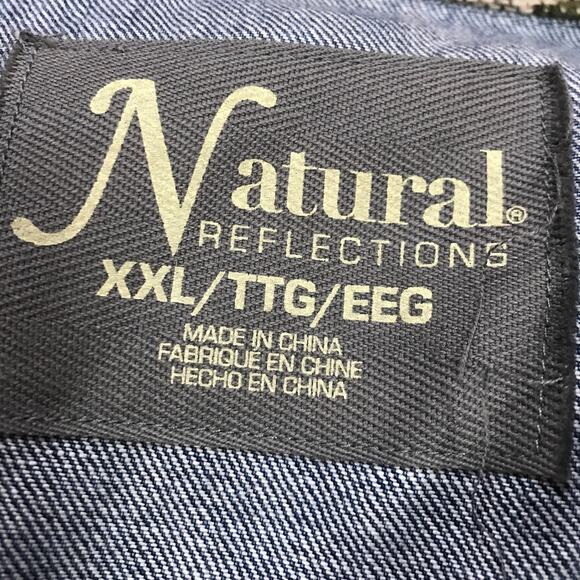 Natural®
REFLECTIONS
XXL/TTG/EEG
MADE IN CHINA
FABRIQUÉ EN CHINE
HECHO EN CHINA